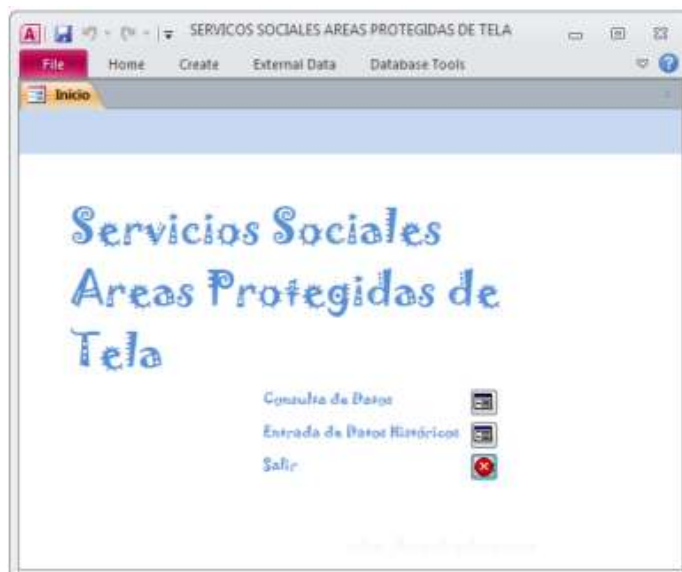 A SERVICOS SOCIALES AREAS PROTEGIDAS DE TELA
File Home Create External Data Database Tools
Inicio
Servicios Sociales
Areas Protegidas de
Tela
Consulta de Datos
Entrada de Datos Históricos
Salir